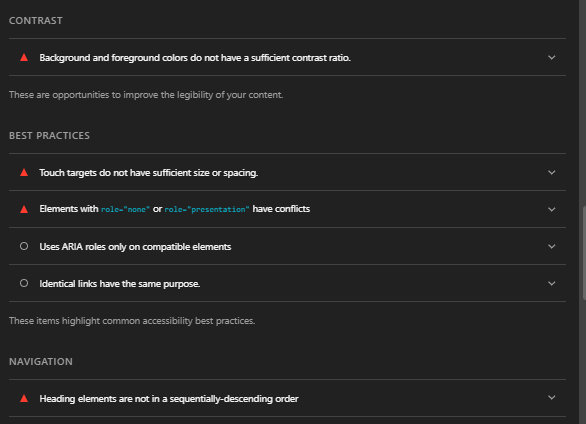 CONTRAST
Background and foreground colors do not have a sufficient contrast ratio.
These are opportunities to improve the legibility of your content.
BEST PRACTICES
Touch targets do not have sufficient size or spacing.
Elements with role="none" or role="presentation" have conflicts
Uses ARIA roles only on compatible elements
Identical links have the same purpose.
These items highlight common accessibility best practices.
NAVIGATION
Heading elements are not in a sequentially-descending order